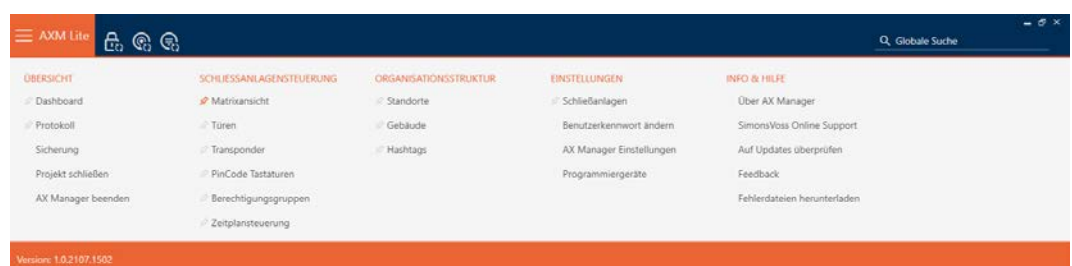 AXM Lite
Globale Suche
ÜBERSICHT
Dashboard
Protokoll
Sicherung
Projekt schließen
AX Manager beenden
SCHLIESSANLAGENSTEUERUNG
Matrixansicht
Türen
Transponder
PinCode Tastaturen
Berechtigungsgruppen
Zeitplansteuerung
ORGANISATIONSSTRUKTUR
Standorte
Gebäude
Hashtags
EINSTELLUNGEN
Schließanlagen
Benutzerkennwort ändern
AX Manager Einstellungen
Programmiergeräte
INFO & HILFE
Über AX Manager
SimonsVoss Online Support
Auf Updates überprüfen
Feedback
Fehlerdateien herunterladen
Version: 1.0.2107.1502